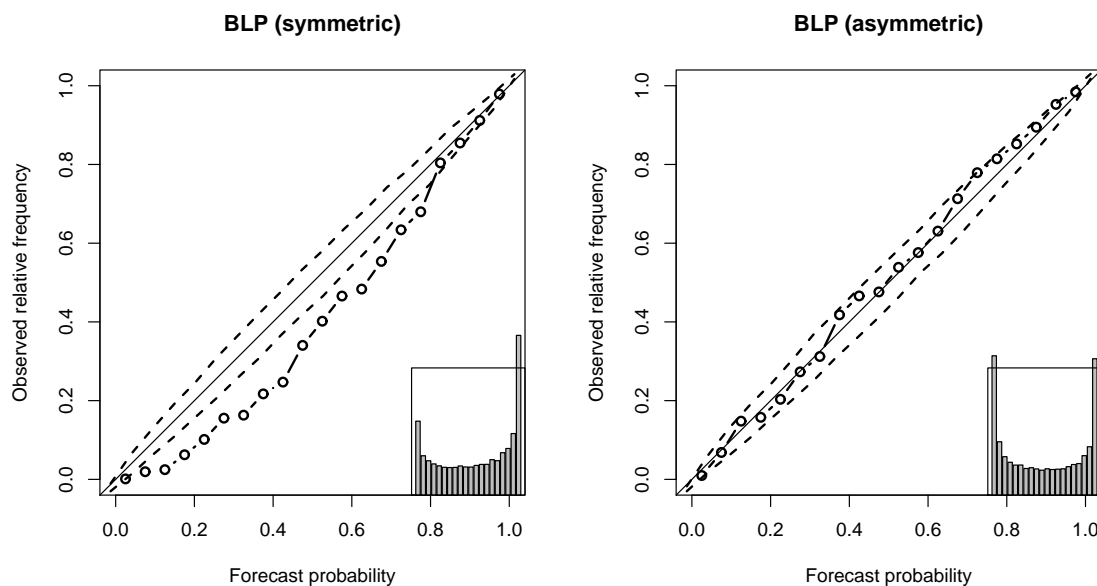 BLP (symmetric)
Observed relative frequency
1.0
0.8
0.6
0.4
0.2
0.0
0.0 0.2 0.4 0.6 0.8 1.0
Forecast probability
BLP (asymmetric)
Observed relative frequency
1.0
0.8
0.6
0.4
0.2
0.0
0.0 0.2 0.4 0.6 0.8 1.0
Forecast probability